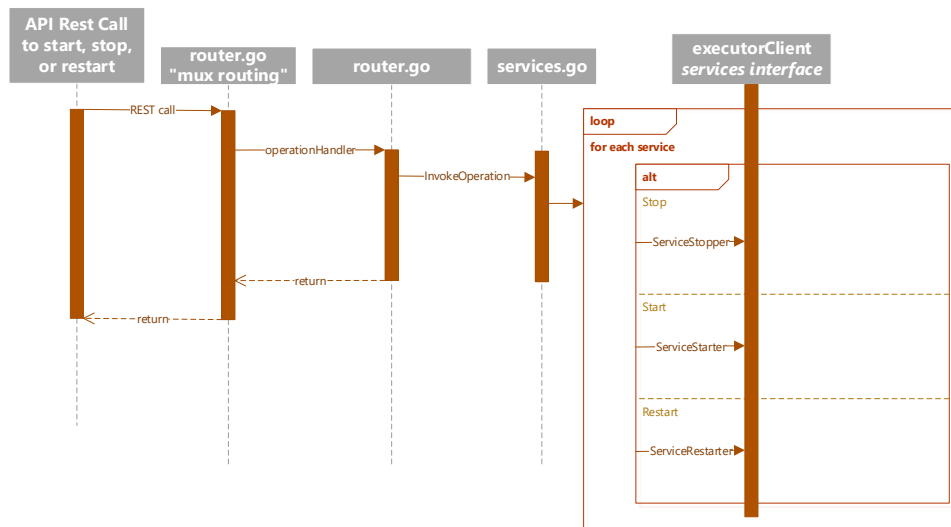 API Rest Call
to start, stop,
or restart
router.go
"mux routing"
router.go
services.go
executorClient
services interface
REST call
operationHandler
InvokeOperation
return
return
loop
for each service
alt
Stop
ServiceStopper
Start
ServiceStarter
Restart
ServiceRestarter